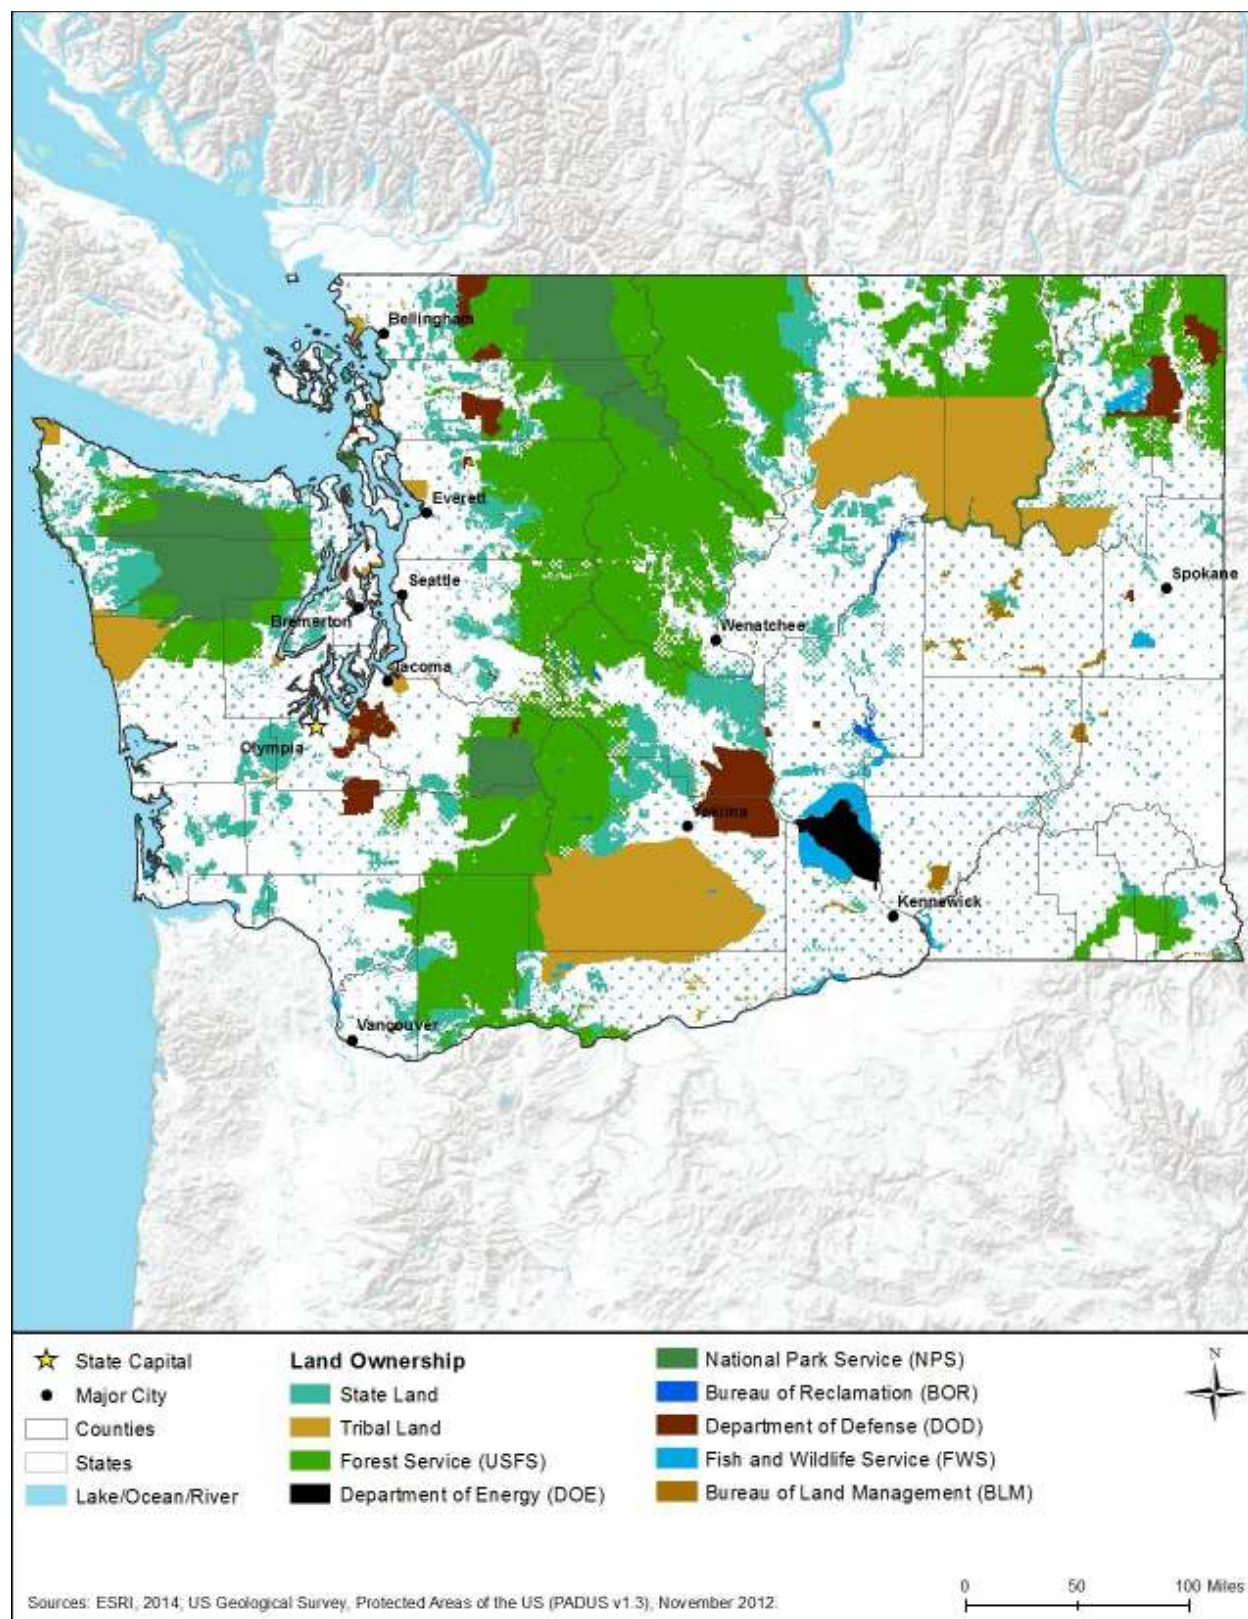 Bellingham
Everett
Seattle
Bremerton
Tacoma
Olympia
Wenatchee
Spokane
Yakima
Kennewick
Vancouver
State Capital
Major City
Counties
States
Lake/Ocean/River
Land Ownership
State Land
Tribal Land
Forest Service (USFS)
Department of Energy (DOE)
National Park Service (NPS)
Bureau of Reclamation (BOR)
Department of Defense (DOD)
Fish and Wildlife Service (FWS)
Bureau of Land Management (BLM)
N
0 50 100 Miles
Sources: ESRI, 2014; US Geological Survey, Protected Areas of the US (PADUS v1.3), November 2012.